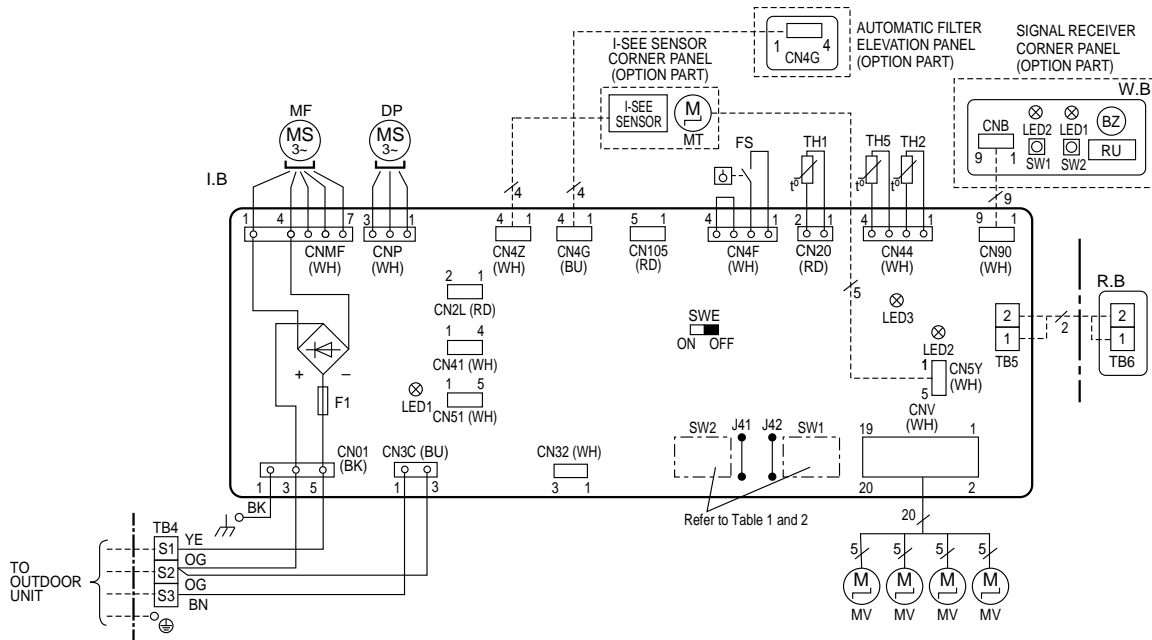 AUTOMATIC FILTER
ELEVATION PANEL
(OPTION PART)
1 4
CN4G
SIGNAL RECEIVER
CORNER PANEL
(OPTION PART)
W.B
I-SEE SENSOR
CORNER PANEL
(OPTION PART)
I-SEE
SENSOR
M
MT
CNB
9 1
LED2 LED1
SW1 SW2
BZ
RU
MF
MS
3~
DP
MS
3~
FS
TH1
t°
TH5
t°
TH2
t°
I.B
4
4
9
1 4 7
CNMF
(WH)
3 1
CNP
(WH)
4 1
CN4Z
(WH)
4 1
CN4G
(BU)
5 1
CN105
(RD)
4 1
CN4F
(WH)
2 1
CN20
(RD)
4 1
CN44
(WH)
9 1
CN90
(WH)
2 1
CN2L (RD)
1 4
CN41 (WH)
1 5
CN51 (WH)
LED1
+ –
F1
SWE
ON OFF
5
LED3
LED2
1
5
CN5Y
(WH)
2
1
TB5
2
R.B
2
1
TB6
CN01
(BK)
1 3 5
CN3C (BU)
1 3
CN32 (WH)
3 1
SW2
J41 J42
SW1
Refer to Table 1 and 2
CNV
(WH)
19 1
20 2
20
5 5 5 5
M M M M
MV MV MV MV
BK
TB4
S1
YE
S2
OG
OG
S3
BN
TO
OUTDOOR
UNIT